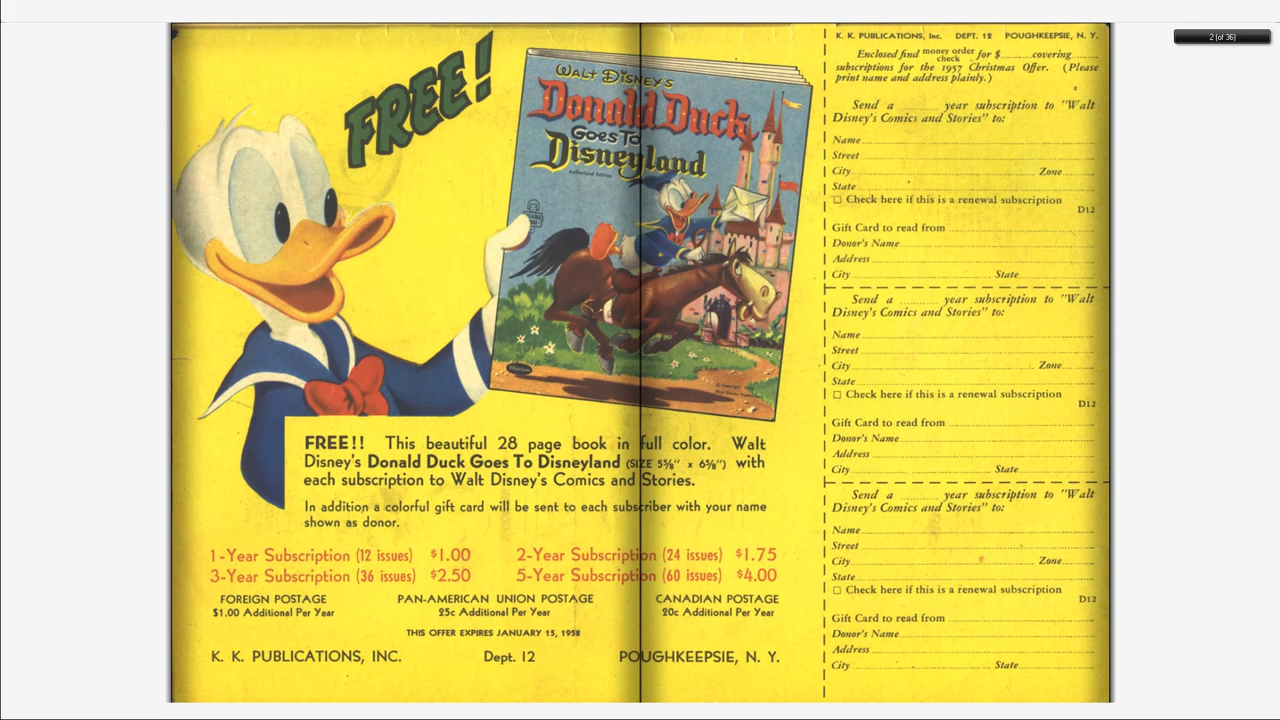 2 (of 36)
FREE!
WALT DISNEY'S
Donald Duck
Goes To
Disneyland
Authorized Edition
Whitman
FREE!! This beautiful 28 page book in full color. Walt
Disney's Donald Duck Goes To Disneyland (SIZE 5⅝" x 6⅝") with
each subscription to Walt Disney's Comics and Stories.
In addition a colorful gift card will be sent to each subscriber with your name
shown as donor.
1-Year Subscription (12 issues) $1.00 2-Year Subscription (24 issues) $1.75
3-Year Subscription (36 issues) $2.50 5-Year Subscription (60 issues) $4.00
FOREIGN POSTAGE PAN-AMERICAN UNION POSTAGE CANADIAN POSTAGE
$1.00 Additional Per Year 25c Additional Per Year 20c Additional Per Year
THIS OFFER EXPIRES JANUARY 15, 1958
K. K. PUBLICATIONS, INC. Dept. 12 POUGHKEEPSIE, N. Y.
K. K. PUBLICATIONS, Inc. DEPT. 12 POUGHKEEPSIE, N. Y.
Enclosed find money order check for $..........covering........
subscriptions for the 1957 Christmas Offer. (Please
print name and address plainly.)
Send a .......... year subscription to "Walt
Disney's Comics and Stories" to:
Name
Street
City Zone
State
☐ Check here if this is a renewal subscription
D12
Gift Card to read from
Donor's Name
Address
City State
Send a .......... year subscription to "Walt
Disney's Comics and Stories" to:
Name
Street
City Zone
State
☐ Check here if this is a renewal subscription
D12
Gift Card to read from
Donor's Name
Address
City State
Send a .......... year subscription to "Walt
Disney's Comics and Stories" to:
Name
Street
City Zone
State
☐ Check here if this is a renewal subscription
D12
Gift Card to read from
Donor's Name
Address
City State